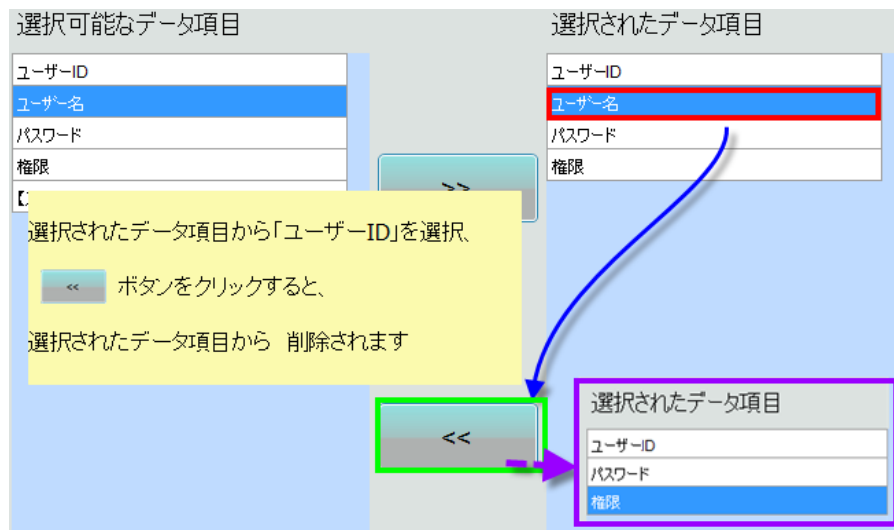 選択可能なデータ項目
ユーザーID
ユーザー名
パスワード
権限
【
>>
選択されたデータ項目から「ユーザーID」を選択、
<< ボタンをクリックすると、
選択されたデータ項目から 削除されます
<<
選択されたデータ項目
ユーザーID
ユーザー名
パスワード
権限
選択されたデータ項目
ユーザーID
パスワード
権限